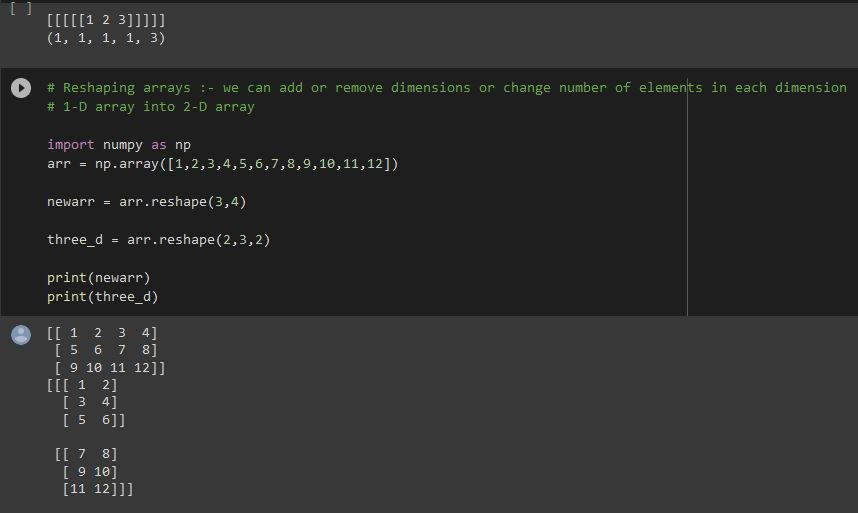 [ ]
[[[[[1 2 3]]]]]
(1, 1, 1, 1, 3)
# Reshaping arrays :- we can add or remove dimensions or change number of elements in each dimension
# 1-D array into 2-D array
import numpy as np
arr = np.array([1,2,3,4,5,6,7,8,9,10,11,12])
newarr = arr.reshape(3,4)
three_d = arr.reshape(2,3,2)
print(newarr)
print(three_d)
[[ 1  2  3  4]
 [ 5  6  7  8]
 [ 9 10 11 12]]
[[[ 1  2]
  [ 3  4]
  [ 5  6]]
 [[ 7  8]
  [ 9 10]
  [11 12]]]